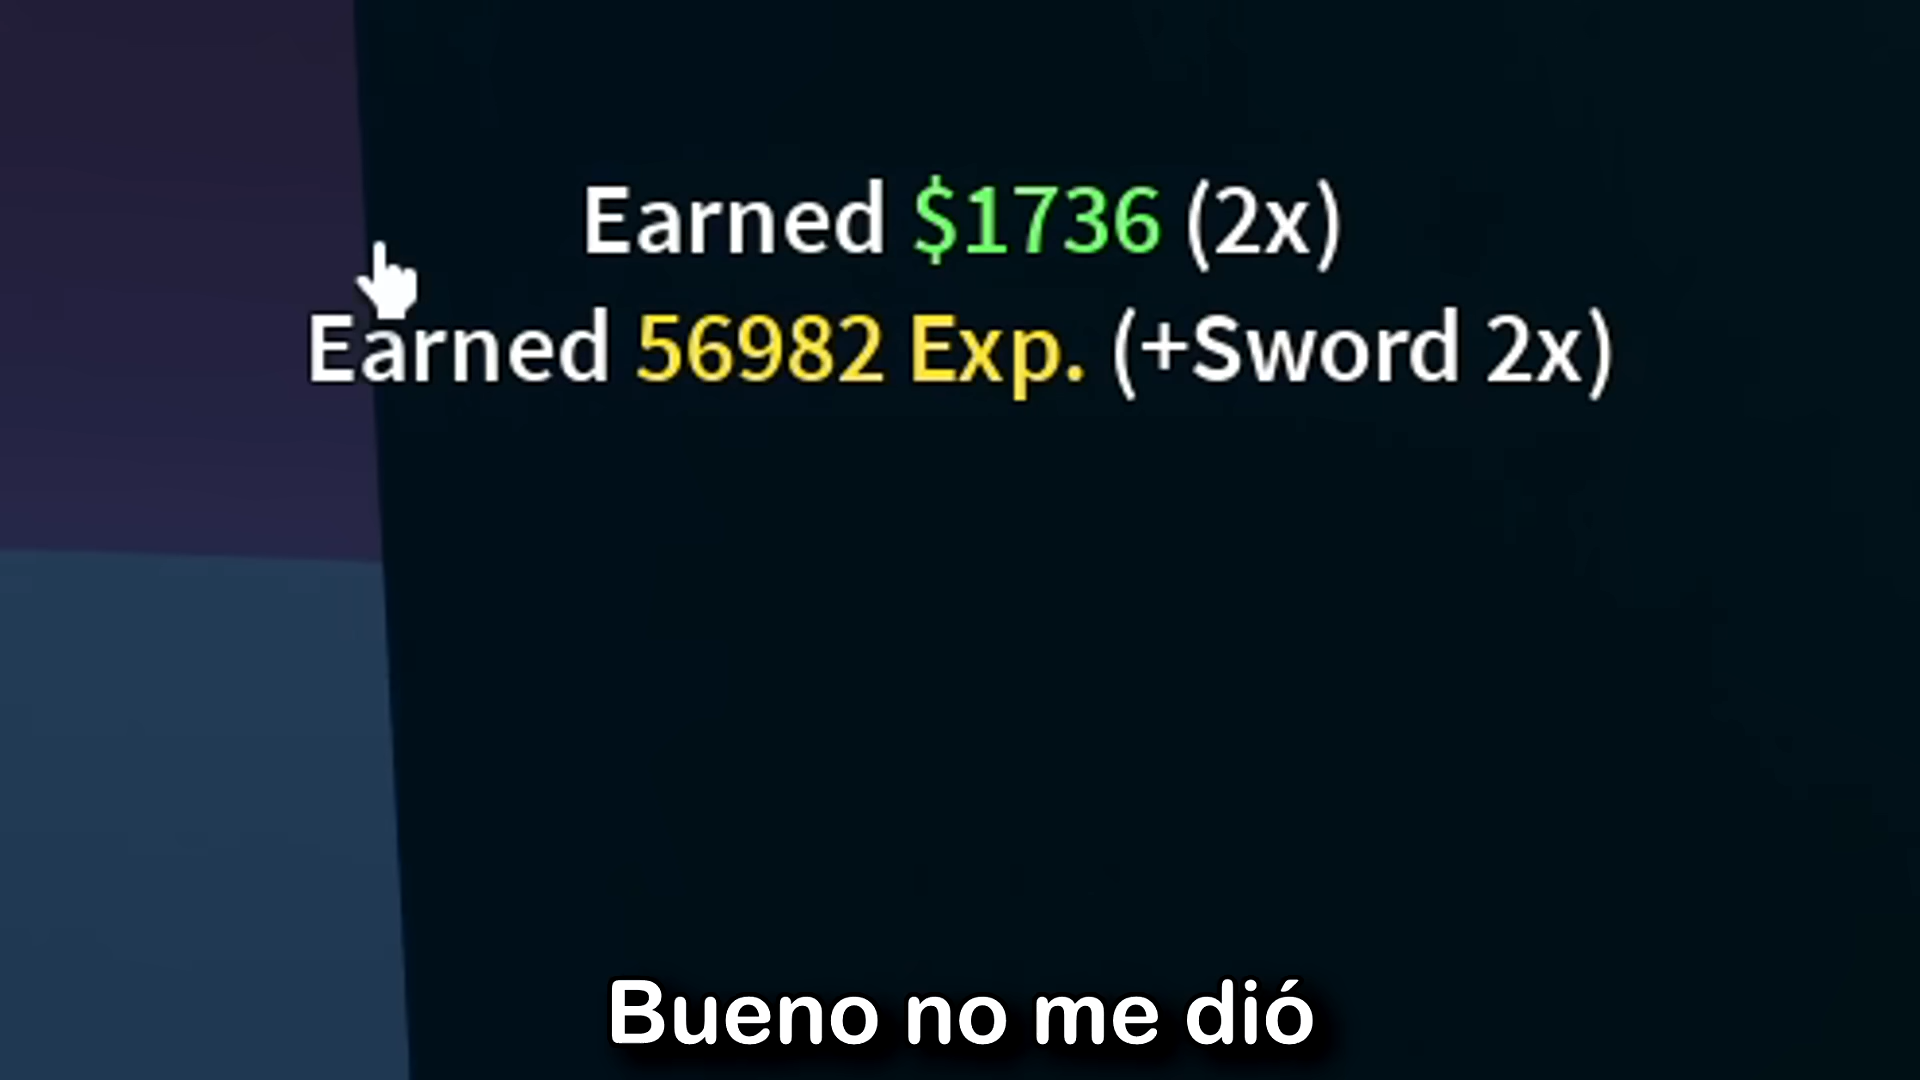 Earned $1736 (2x)
Earned 56982 Exp. (+Sword 2x)
Bueno no me dió